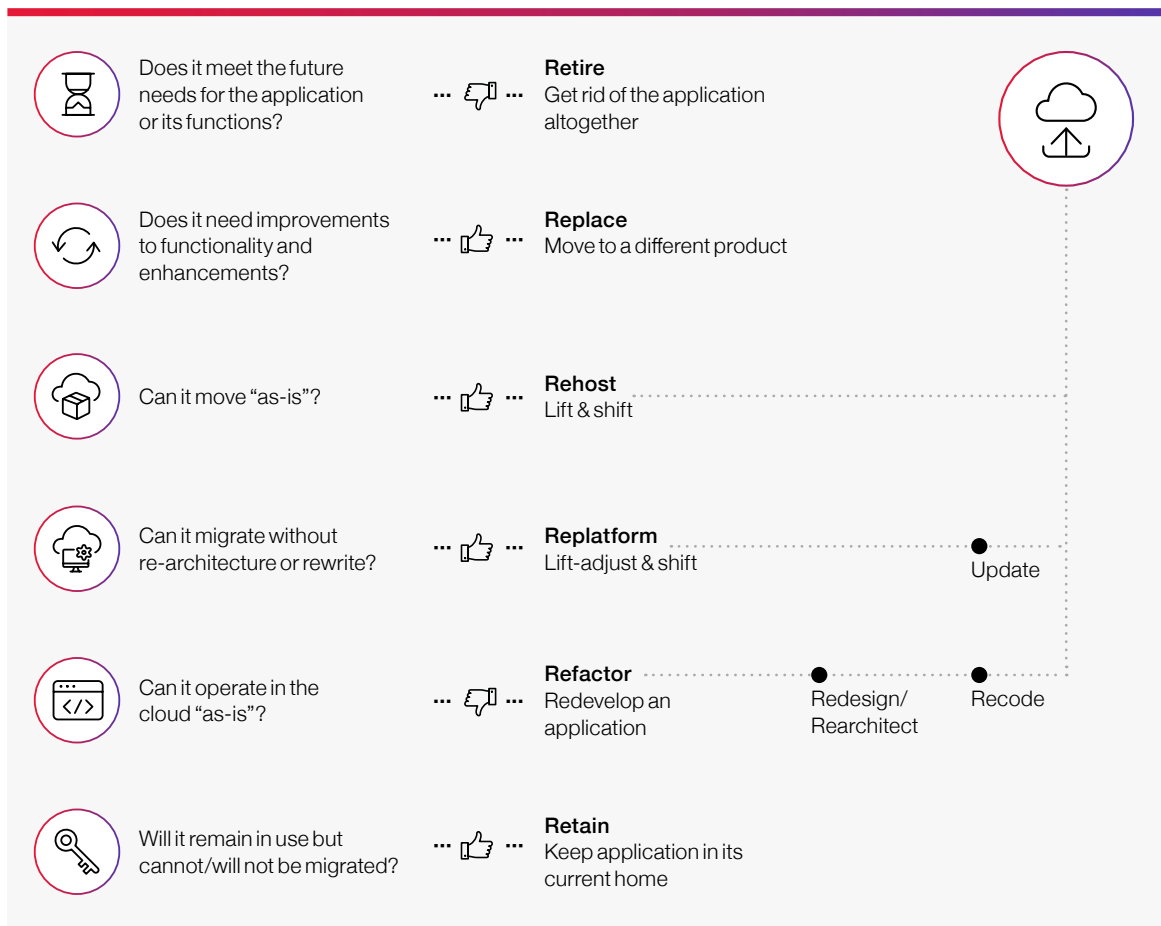 Does it meet the future
needs for the application
or its functions?
Retire
Get rid of the application
altogether
Does it need improvements
to functionality and
enhancements?
Replace
Move to a different product
Can it move “as-is”?
Rehost
Lift & shift
Can it migrate without
re-architecture or rewrite?
Replatform
Lift-adjust & shift
Update
Can it operate in the
cloud “as-is”?
Refactor
Redevelop an
application
Redesign/
Rearchitect
Recode
Will it remain in use but
cannot/will not be migrated?
Retain
Keep application in its
current home